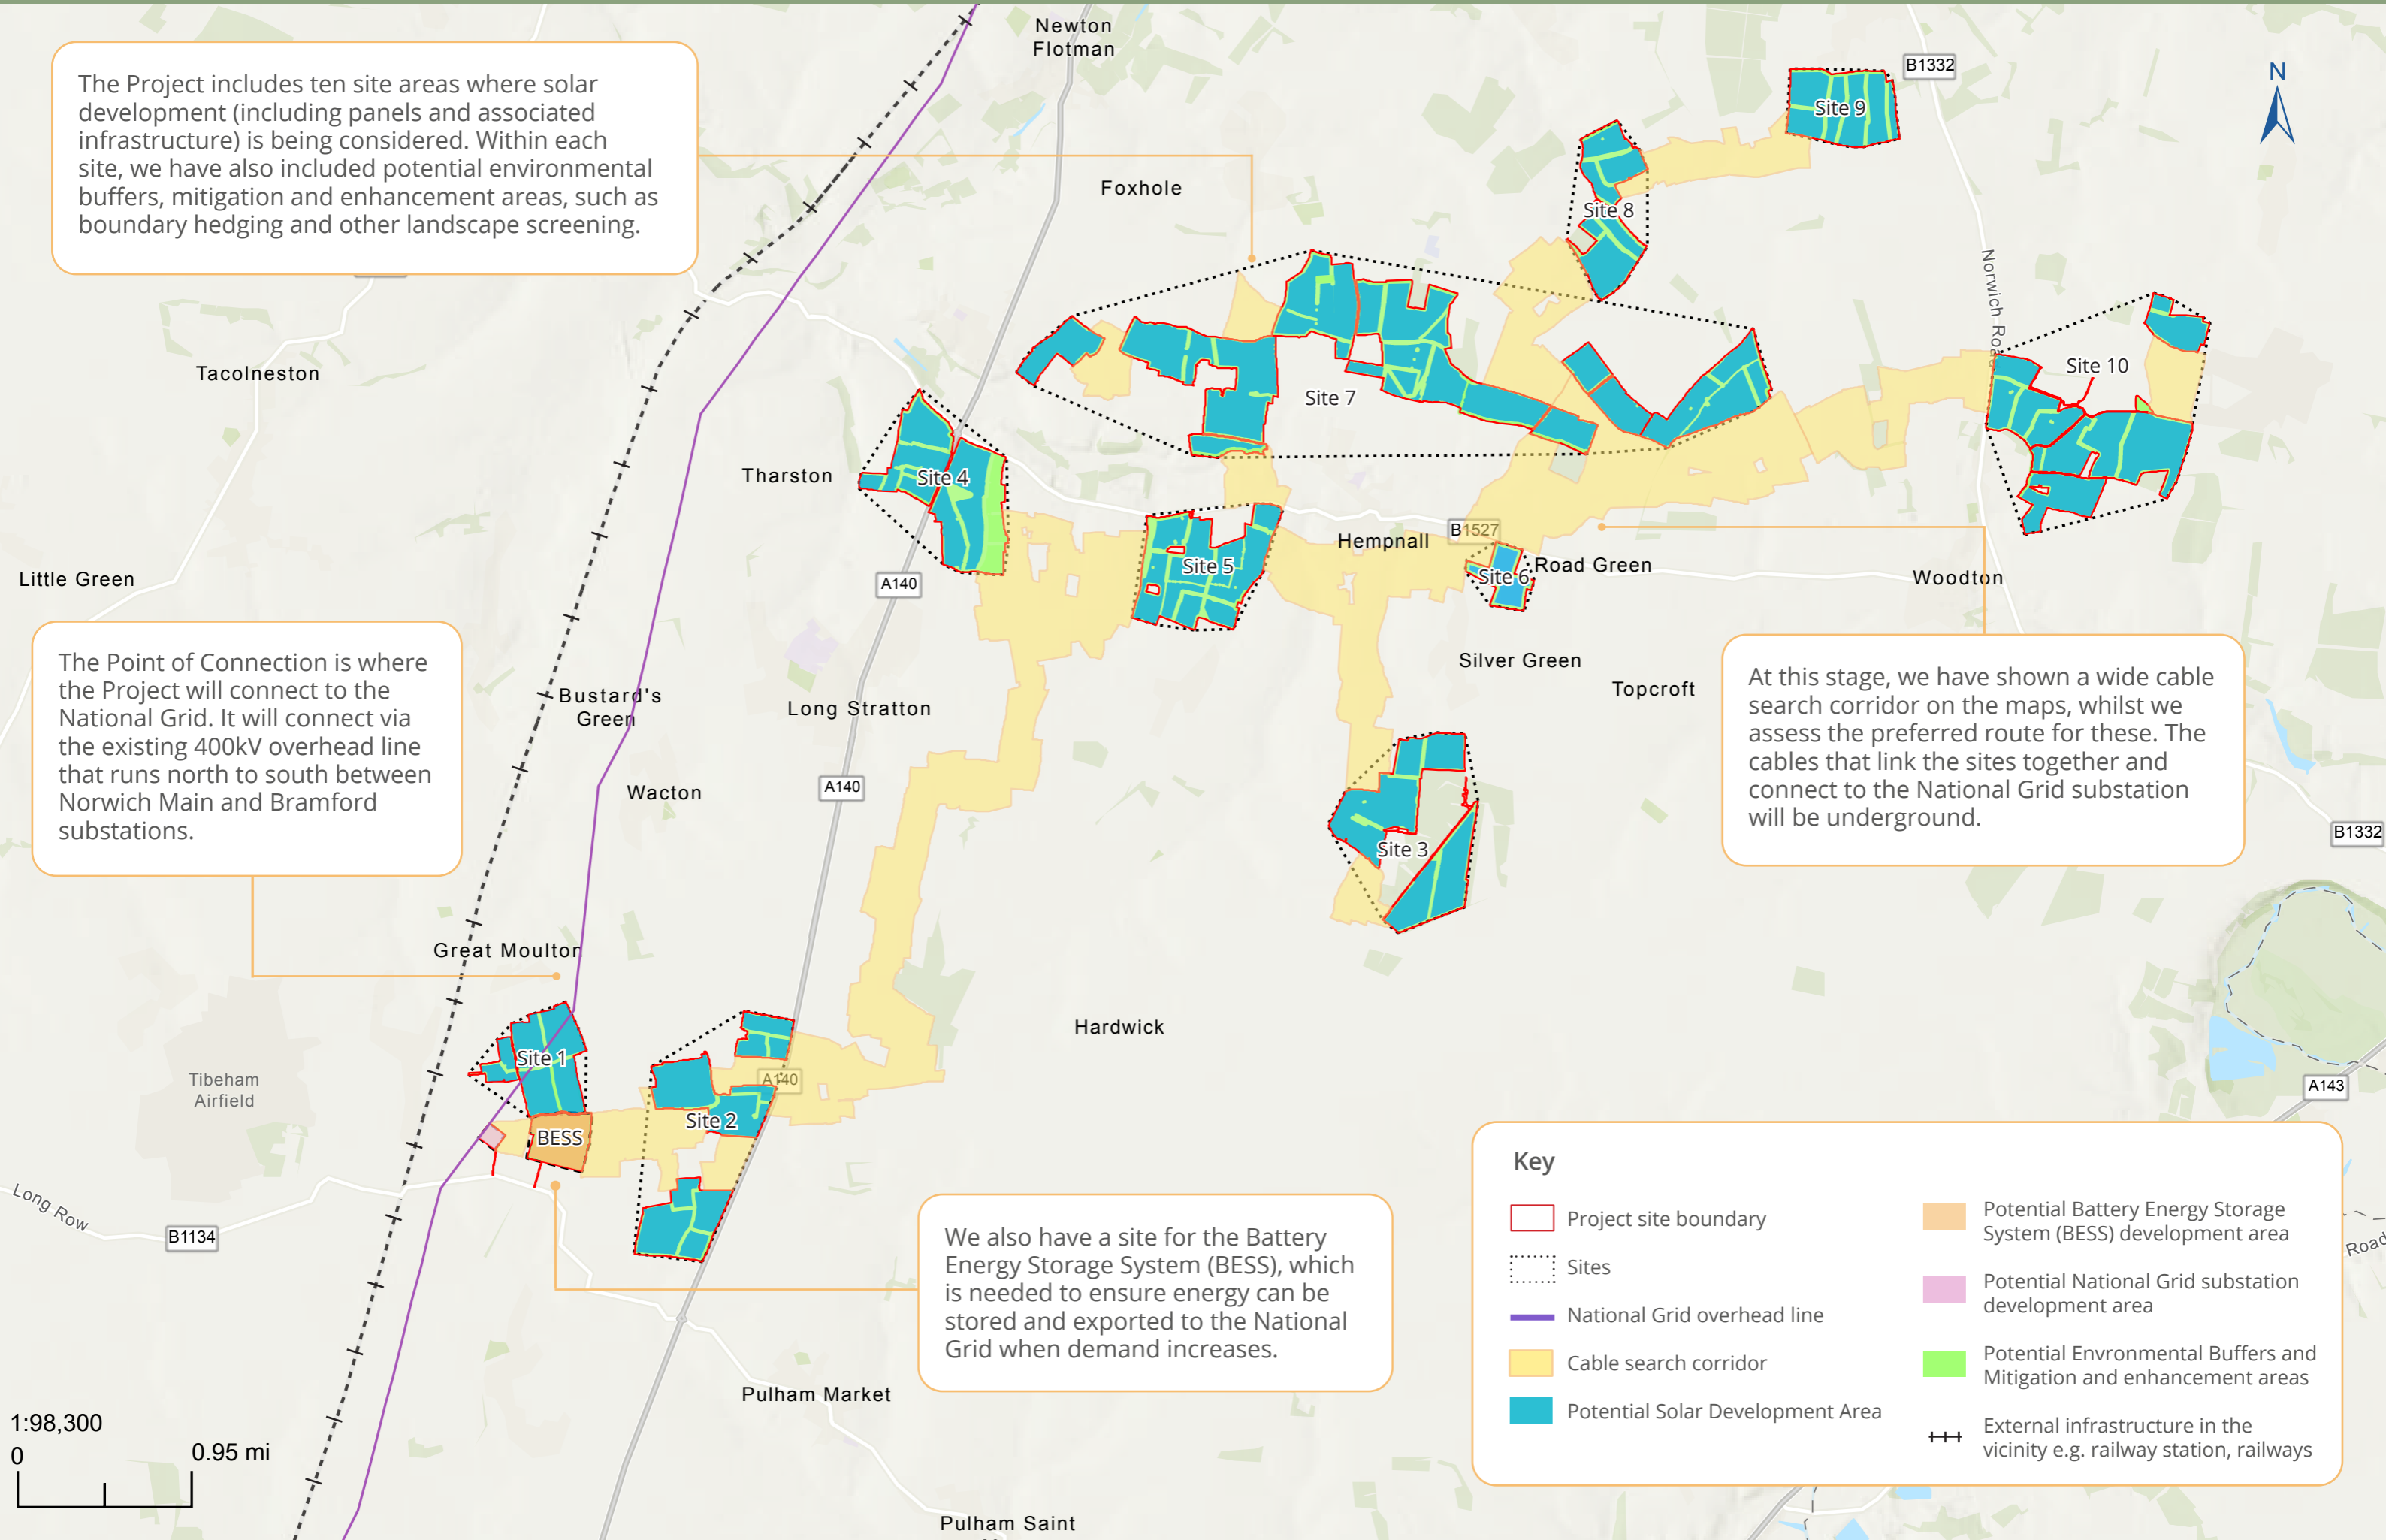 Newton
Flotman
B1332
N
The Project includes ten site areas where solar
development (including panels and associated
infrastructure) is being considered. Within each
site, we have also included potential environmental
buffers, mitigation and enhancement areas, such as
boundary hedging and other landscape screening.
Site 9
Foxhole
Site 8
Norwich Road
Tacolneston
Site 10
Site 7
Tharston
Site 4
B1527
Hempnall
Site 5
Road Green
Site 6
Little Green
A140
Woodton
The Point of Connection is where
the Project will connect to the
National Grid. It will connect via
the existing 400kV overhead line
that runs north to south between
Norwich Main and Bramford
substations.
Bustard's
Green
Long Stratton
Silver Green
Topcroft
At this stage, we have shown a wide cable
search corridor on the maps, whilst we
assess the preferred route for these. The
cables that link the sites together and
connect to the National Grid substation
will be underground.
Wacton
A140
B1332
Site 3
Great Moulton
Hardwick
Site 1
Tibeham
Airfield
A140
A143
Site 2
BESS
Long Row
B1134
We also have a site for the Battery
Energy Storage System (BESS), which
is needed to ensure energy can be
stored and exported to the National
Grid when demand increases.
Key
Project site boundary
Sites
National Grid overhead line
Cable search corridor
Potential Solar Development Area
Potential Battery Energy Storage
System (BESS) development area
Potential National Grid substation
development area
Potential Envronmental Buffers and
Mitigation and enhancement areas
External infrastructure in the
vicinity e.g. railway station, railways
Road
Pulham Market
1:98,300
0
0.95 mi
Pulham Saint